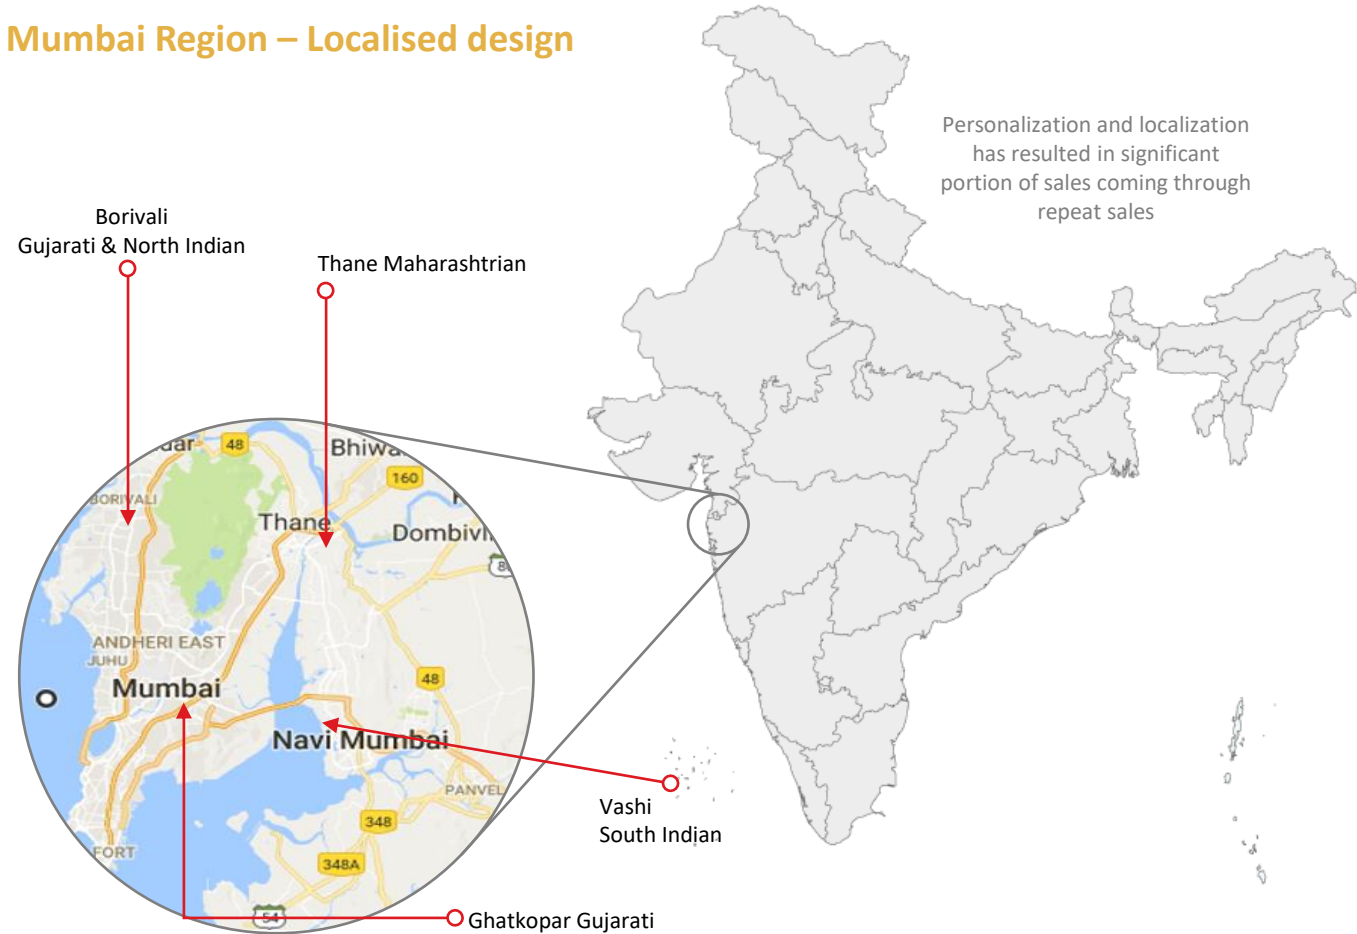 Mumbai Region – Localised design
Personalization and localization
has resulted in significant
portion of sales coming through
repeat sales
Borivali
Gujarati & North Indian
Thane Maharashtrian
48
160
BORIVALI
Thane
ANDHERI EAST
JUHU
Mumbai
48
Navi Mumbai
PANVEL
348
FORT
348A
54
Vashi
South Indian
Ghatkopar Gujarati